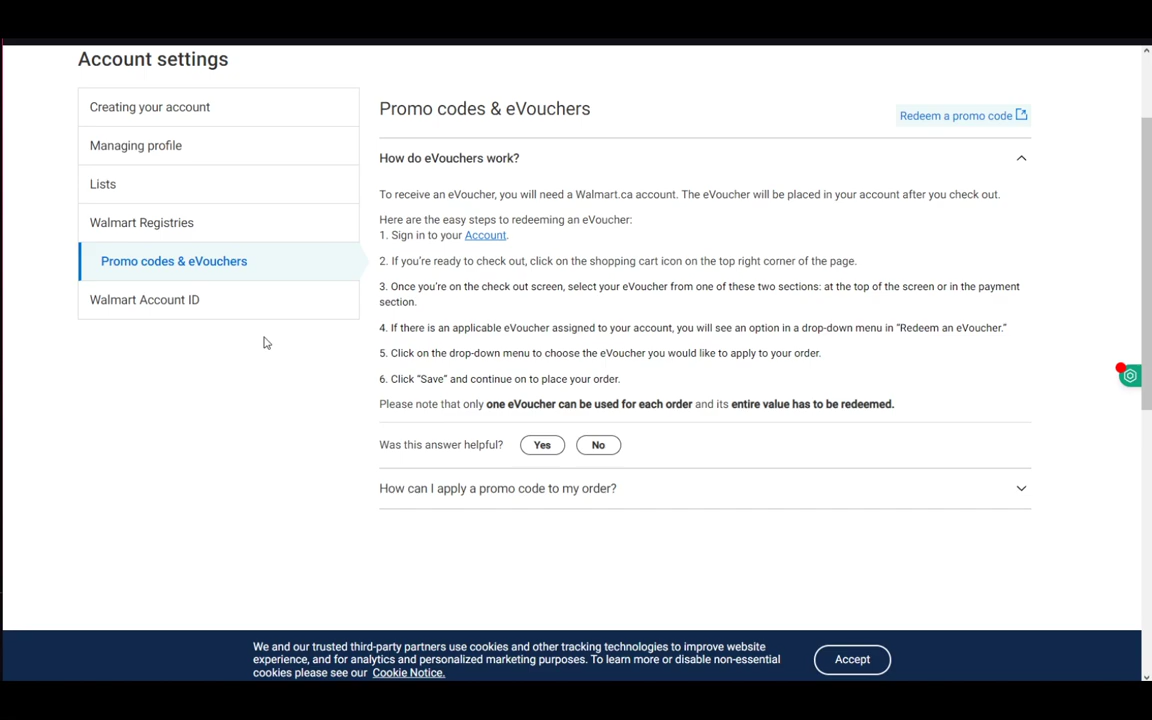 Account settings
Creating your account
Managing profile
Lists
Walmart Registries
Promo codes & eVouchers
Walmart Account ID
Promo codes & eVouchers
Redeem a promo code
How do eVouchers work?
To receive an eVoucher, you will need a Walmart.ca account. The eVoucher will be placed in your account after you check out.
Here are the easy steps to redeeming an eVoucher:
1. Sign in to your Account.
2. If you're ready to check out, click on the shopping cart icon on the top right corner of the page.
3. Once you're on the check out screen, select your eVoucher from one of these two sections: at the top of the screen or in the payment
section.
4. If there is an applicable eVoucher assigned to your account, you will see an option in a drop-down menu in “Redeem an eVoucher.”
5. Click on the drop-down menu to choose the eVoucher you would like to apply to your order.
6. Click “Save” and continue on to place your order.
Please note that only one eVoucher can be used for each order and its entire value has to be redeemed.
Was this answer helpful? Yes No
How can I apply a promo code to my order?
We and our trusted third-party partners use cookies and other tracking technologies to improve website
experience, and for analytics and personalized marketing purposes. To learn more or disable non-essential
cookies please see our Cookie Notice.
Accept